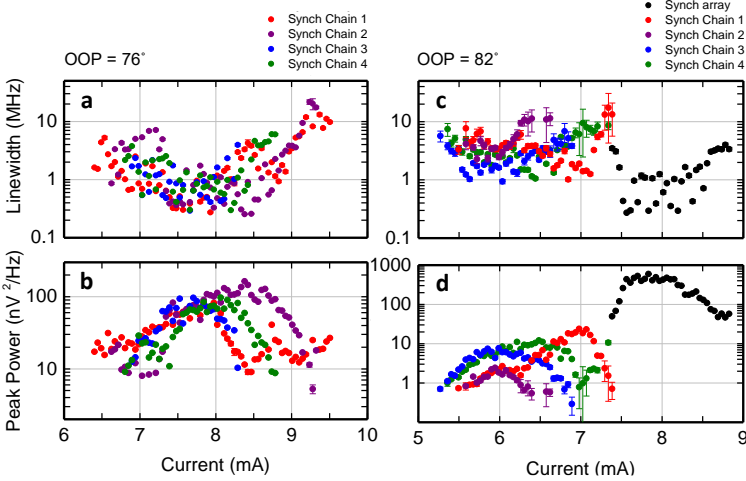 Synch array
Synch Chain 1
Synch Chain 1
Synch Chain 2
Synch Chain 2
Synch Chain 3
Synch Chain 3
Synch Chain 4
Synch Chain 4
OOP = 76°
OOP = 82°
a
c
Linewidth (MHz)
10
1
0.1
10
1
0.1
b
d
Peak Power (nV²/Hz)
100
10
1000
100
10
1
6
7
8
9
10
5
6
7
8
9
Current (mA)
Current (mA)